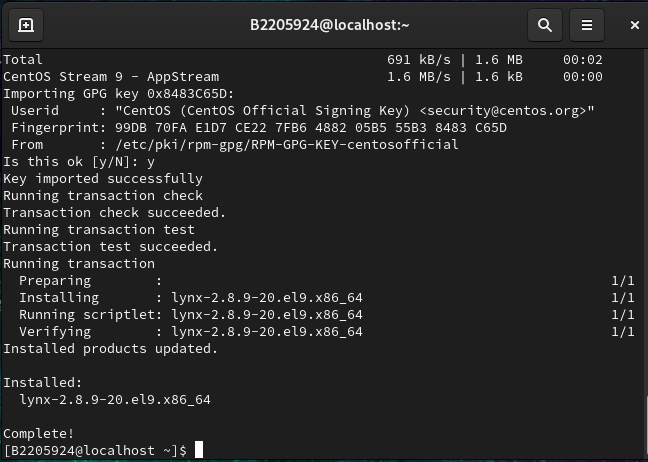 B2205924@localhost:~
Total                                           691 kB/s | 1.6 MB     00:02
CentOS Stream 9 - AppStream                     1.6 MB/s | 1.6 kB     00:00
Importing GPG key 0x8483C65D:
 Userid     : "CentOS (CentOS Official Signing Key) <security@centos.org>"
 Fingerprint: 99DB 70FA E1D7 CE22 7FB6 4882 05B5 55B3 8483 C65D
 From       : /etc/pki/rpm-gpg/RPM-GPG-KEY-centosofficial
Is this ok [y/N]: y
Key imported successfully
Running transaction check
Transaction check succeeded.
Running transaction test
Transaction test succeeded.
Running transaction
  Preparing        :                                                        1/1
  Installing       : lynx-2.8.9-20.el9.x86_64                               1/1
  Running scriptlet: lynx-2.8.9-20.el9.x86_64                               1/1
  Verifying        : lynx-2.8.9-20.el9.x86_64                               1/1
Installed products updated.

Installed:
  lynx-2.8.9-20.el9.x86_64

Complete!
[B2205924@localhost ~]$